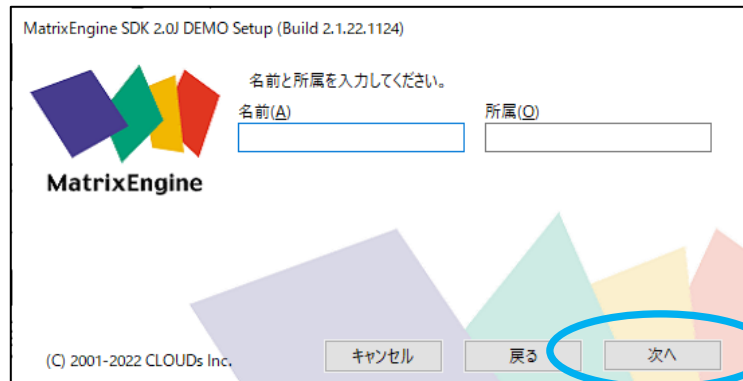 MatrixEngine SDK 2.0J DEMO Setup (Build 2.1.22.1124)
名前と所属を入力してください。
名前(A) 所属(O)
MatrixEngine
(C) 2001-2022 CLOUDs Inc. キャンセル 戻る 次へ